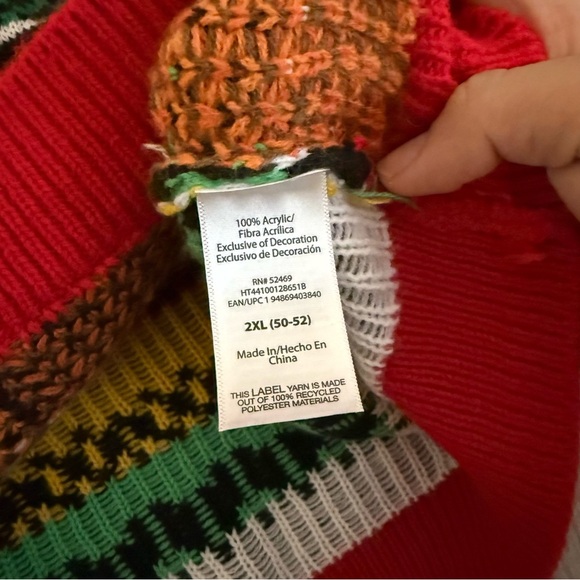 100% Acrylic/
Fibra Acrílica
Exclusive of Decoration
Exclusivo de Decoración
RN# 52469
HT44100128651B
EAN/UPC 1 94869403840
2XL (50-52)
Made In/Hecho En
China
THIS LABEL YARN IS MADE
OUT OF 100% RECYCLED
POLYESTER MATERIALS